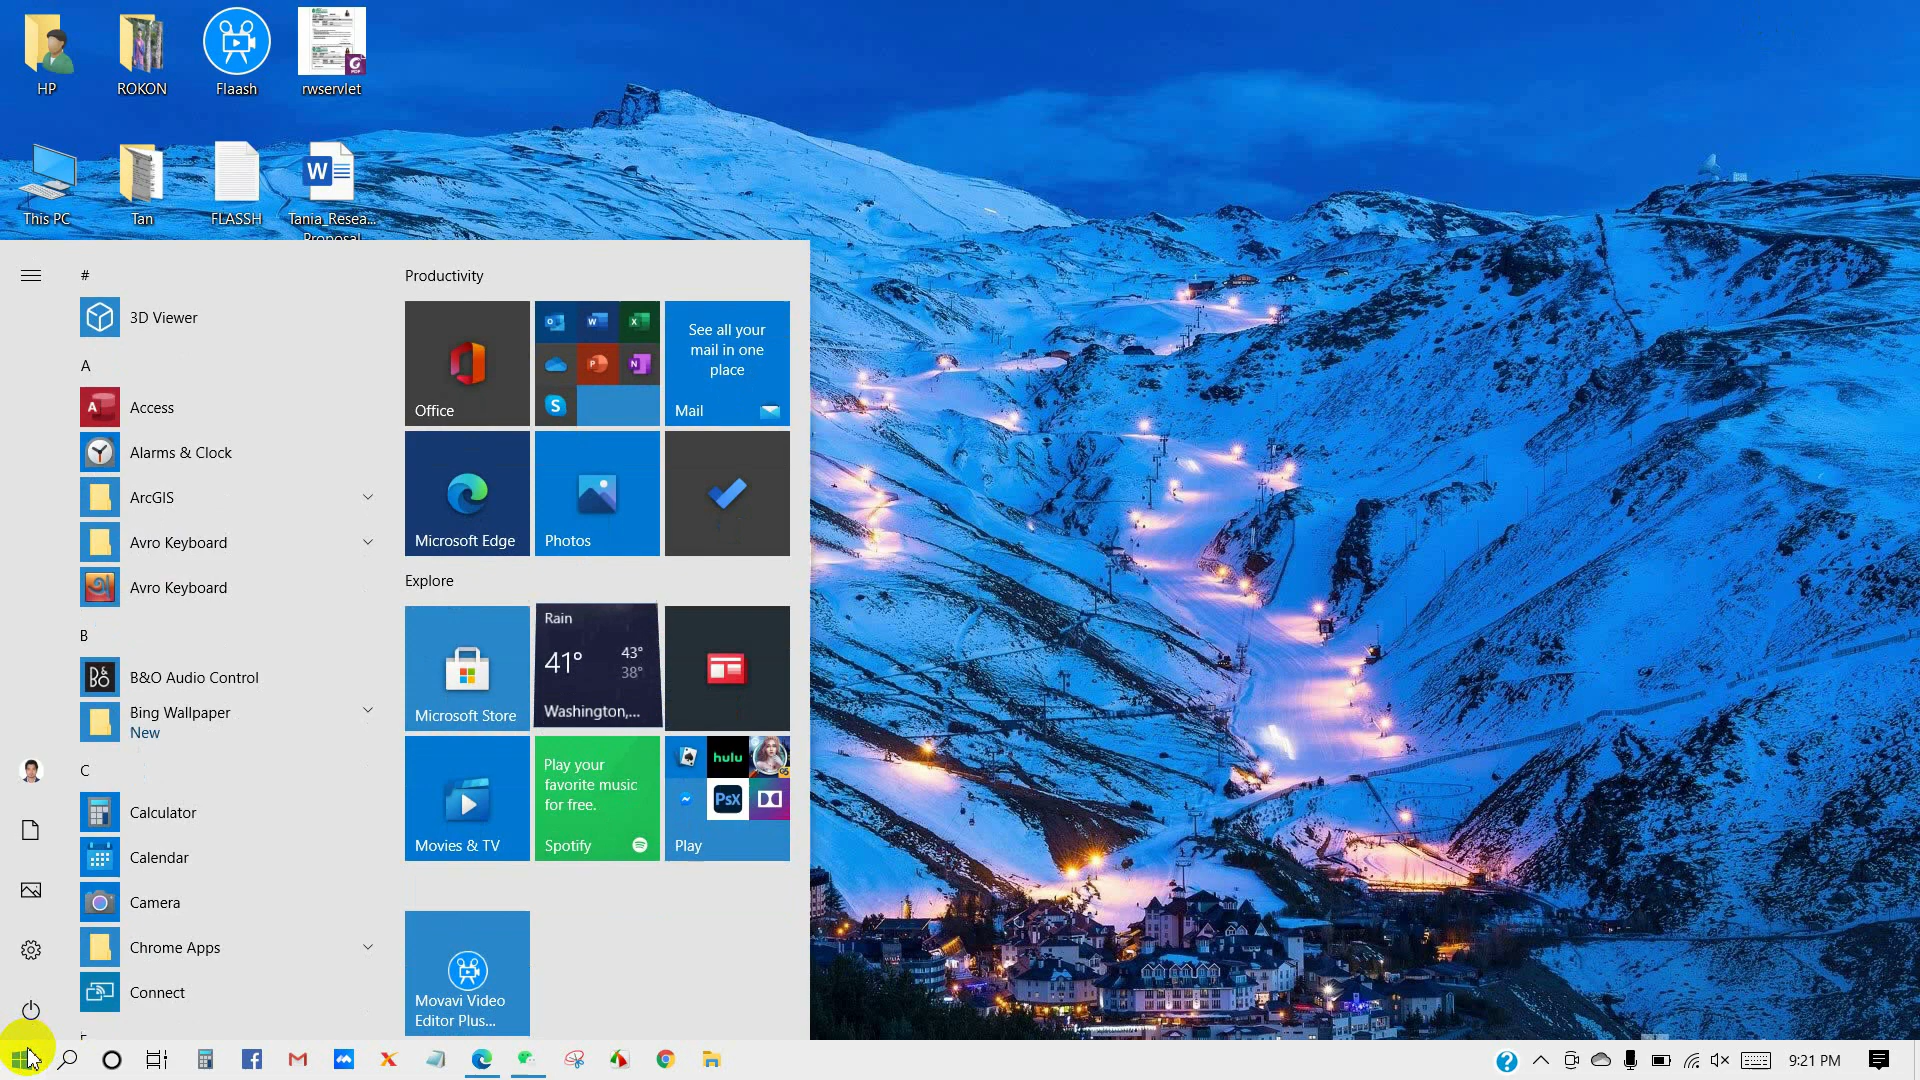 HP
ROKON
Flaash
rwservlet
This PC
Tan
FLASSH
Tania_Resea...
Proposal
#
3D Viewer
A
Access
Alarms & Clock
ArcGIS
Avro Keyboard
Avro Keyboard
B
B&O Audio Control
Bing Wallpaper
New
C
Calculator
Calendar
Camera
Chrome Apps
Connect
Productivity
Office
See all your
mail in one
place
Mail
Microsoft Edge
Photos
Explore
Microsoft Store
Rain
41°
43°
38°
Washington,...
Movies & TV
Play your
favorite music
for free.
Spotify
hulu
PsX
Play
Movavi Video
Editor Plus...
9:21 PM